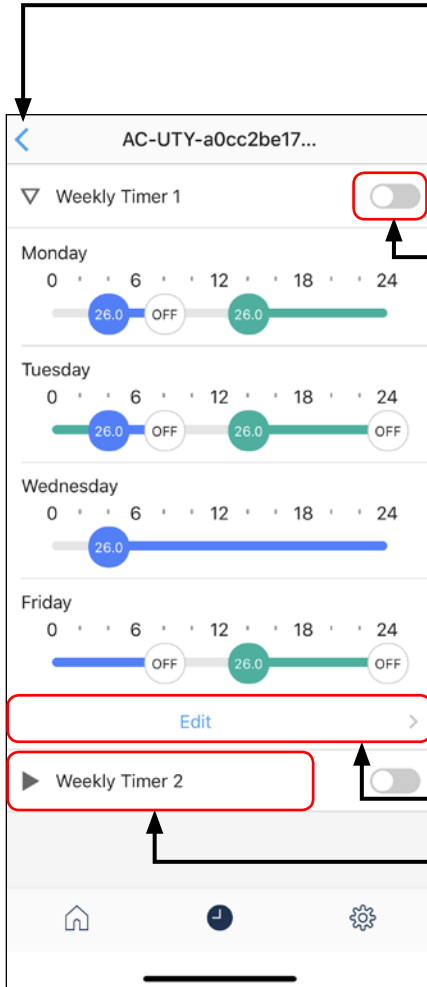 AC-UTY-a0cc2be17...
Weekly Timer 1
Monday
0 6 12 18 24
26.0 OFF 26.0
Tuesday
0 6 12 18 24
26.0 OFF 26.0 OFF
Wednesday
0 6 12 18 24
26.0
Friday
0 6 12 18 24
OFF 26.0 OFF
Edit
Weekly Timer 2